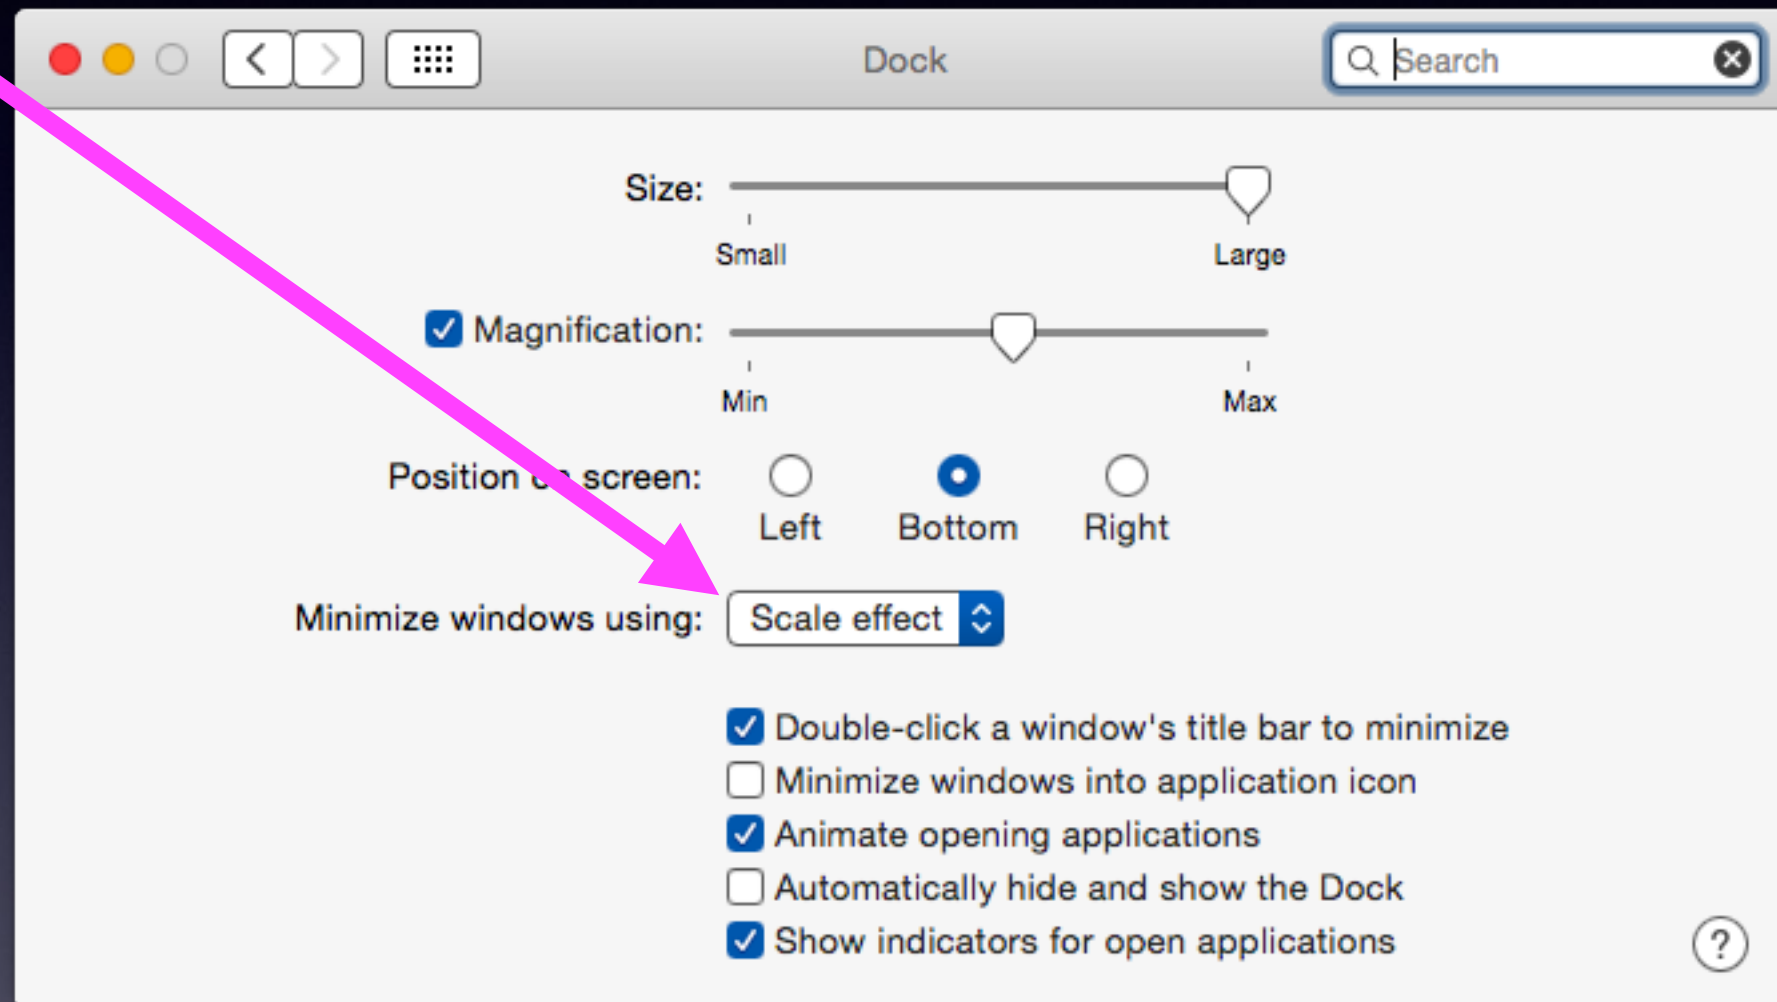 Dock
Search
Size:
Small Large
Magnification:
Min Max
Position screen:
Left Bottom Right
Minimize windows using: Scale effect
Double-click a window's title bar to minimize
Minimize windows into application icon
Animate opening applications
Automatically hide and show the Dock
Show indicators for open applications
?